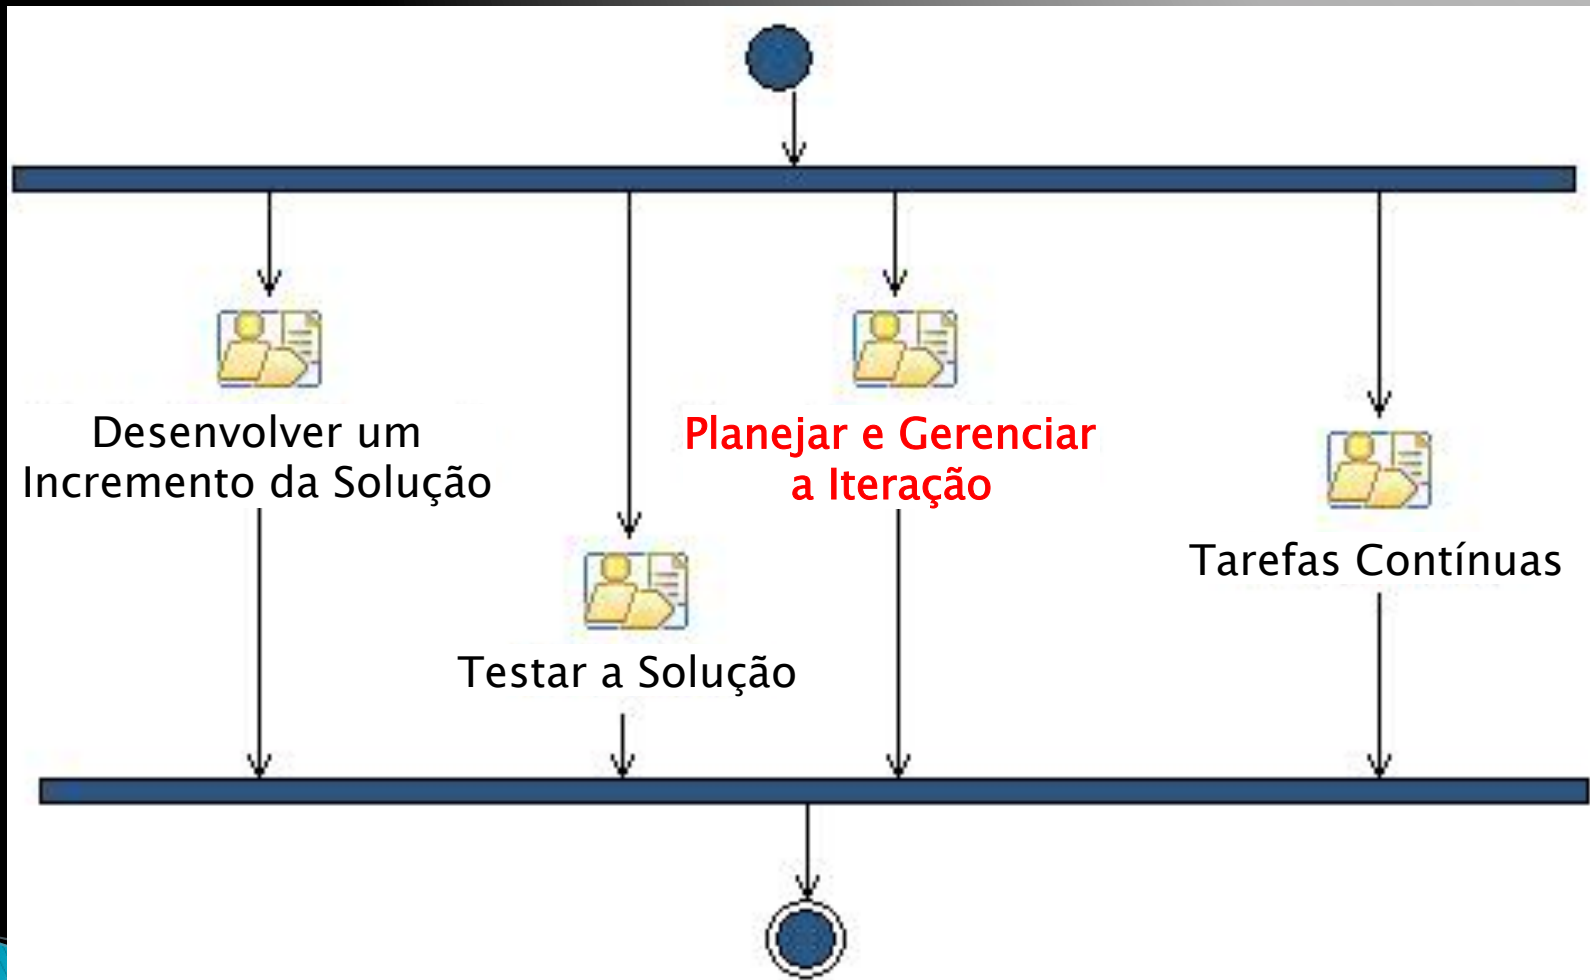 Desenvolver um
Incremento da Solução
Planejar e Gerenciar
a Iteração
Tarefas Contínuas
Testar a Solução